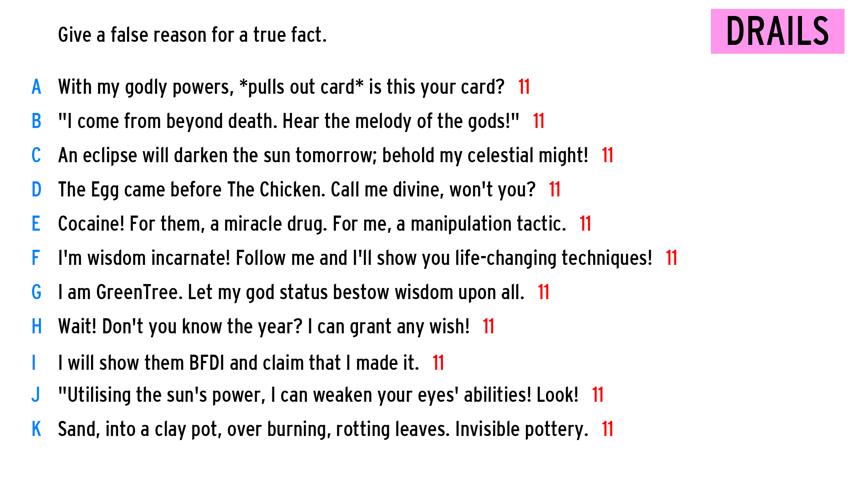 Give a false reason for a true fact.
DRAILS
A With my godly powers, *pulls out card* is this your card? 11
B "I come from beyond death. Hear the melody of the gods!" 11
C An eclipse will darken the sun tomorrow; behold my celestial might! 11
D The Egg came before The Chicken. Call me divine, won't you? 11
E Cocaine! For them, a miracle drug. For me, a manipulation tactic. 11
F I'm wisdom incarnate! Follow me and I'll show you life-changing techniques! 11
G I am GreenTree. Let my god status bestow wisdom upon all. 11
H Wait! Don't you know the year? I can grant any wish! 11
I I will show them BFDI and claim that I made it. 11
J "Utilising the sun's power, I can weaken your eyes' abilities! Look! 11
K Sand, into a clay pot, over burning, rotting leaves. Invisible pottery. 11